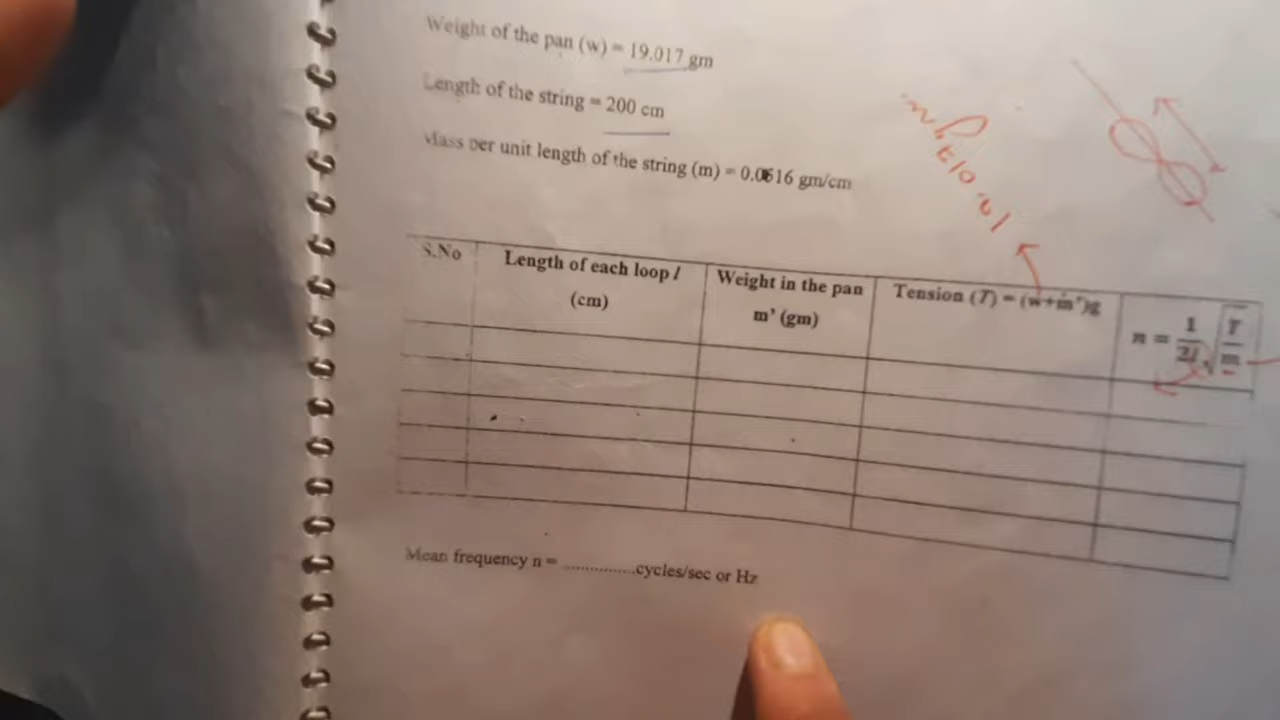 Weight of the pan (w) = 19.017 gm
Length of the string = 200 cm
Mass per unit length of the string (m) = 0.0616 gm/cm
S.No
Length of each loop l
(cm)
Weight in the pan
m' (gm)
Tension (T) = (w+m')g
n = 1/2l √T/m
Mean frequency n = ...............cycles/sec or Hz